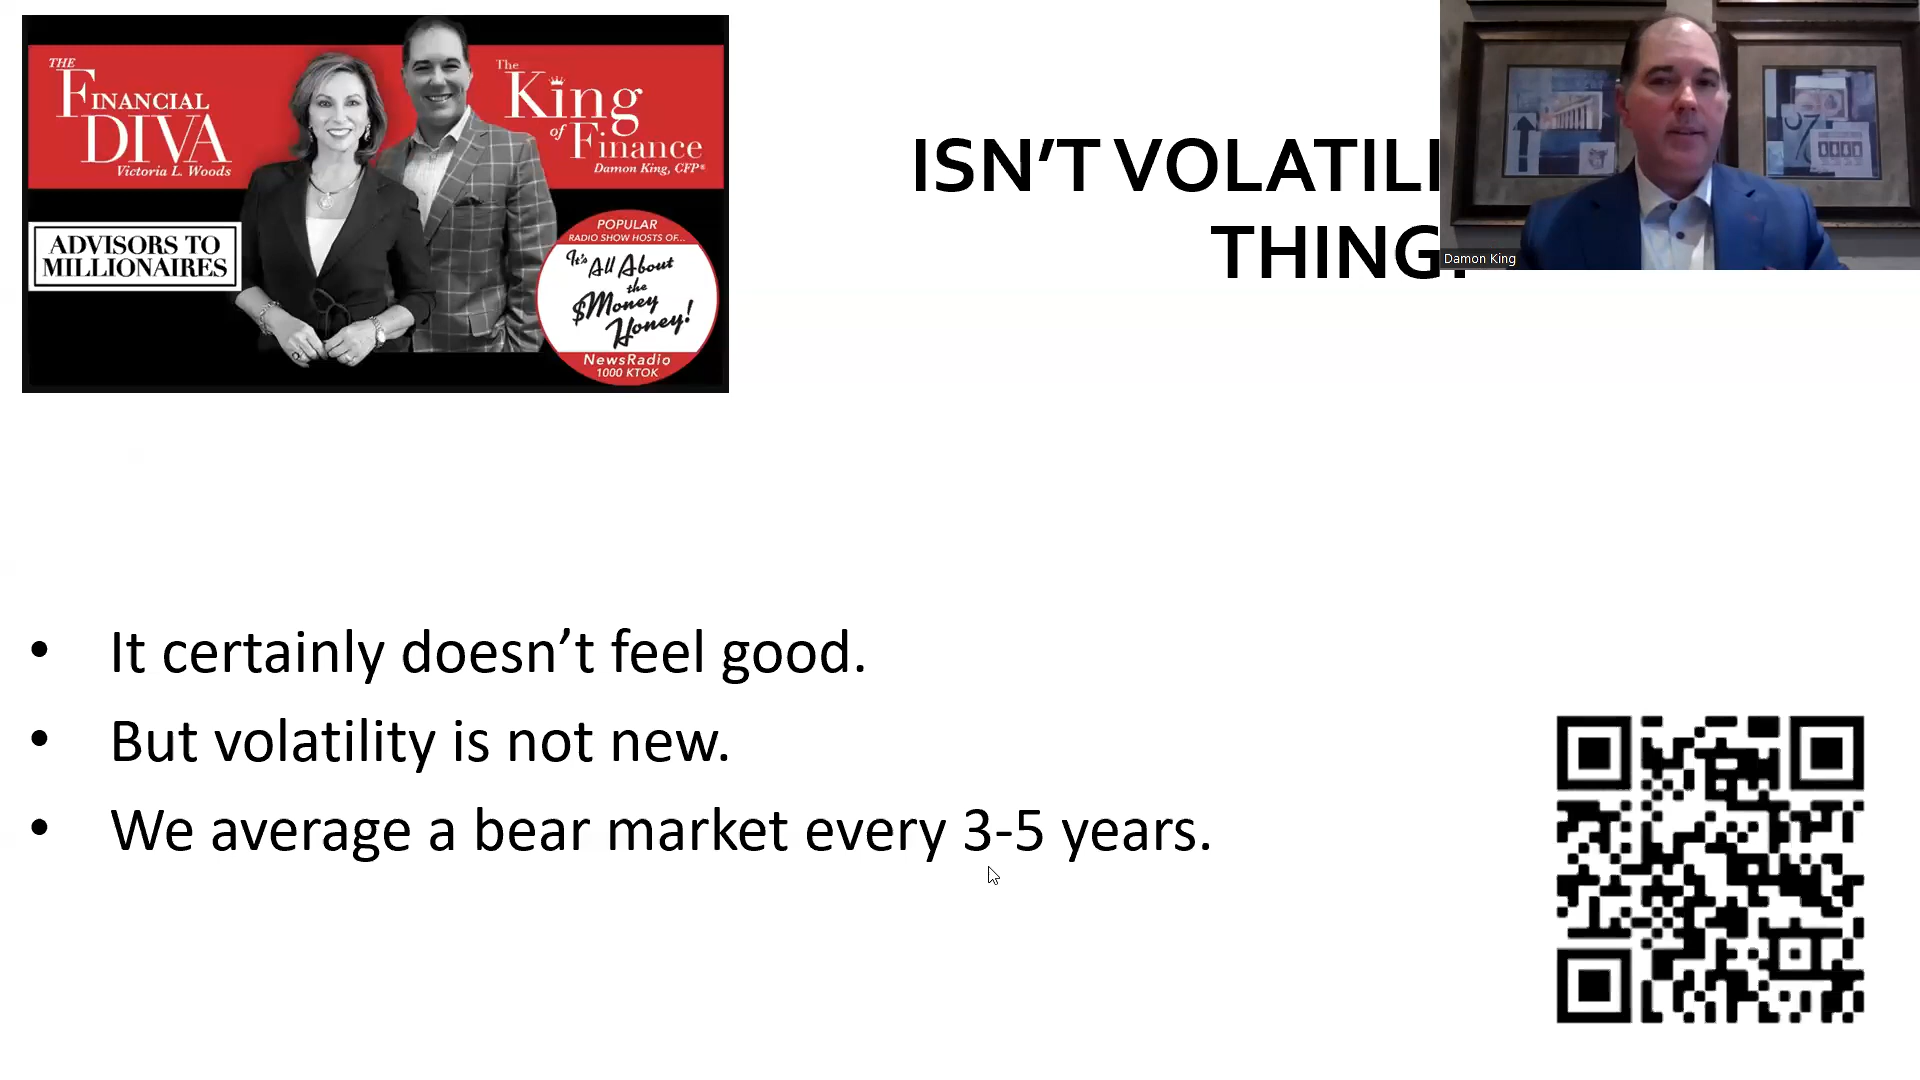 THE
FINANCIAL
DIVA
Victoria L. Woods
The
King
of
Finance
Damon King, CFP®
ADVISORS TO
MILLIONAIRES
POPULAR
RADIO SHOW HOSTS OF...
It's
All About
the
$Money
Honey!
NewsRadio
1000 KTOK
ISN'T VOLATILI
THING
Damon King
• It certainly doesn't feel good.
• But volatility is not new.
• We average a bear market every 3-5 years.